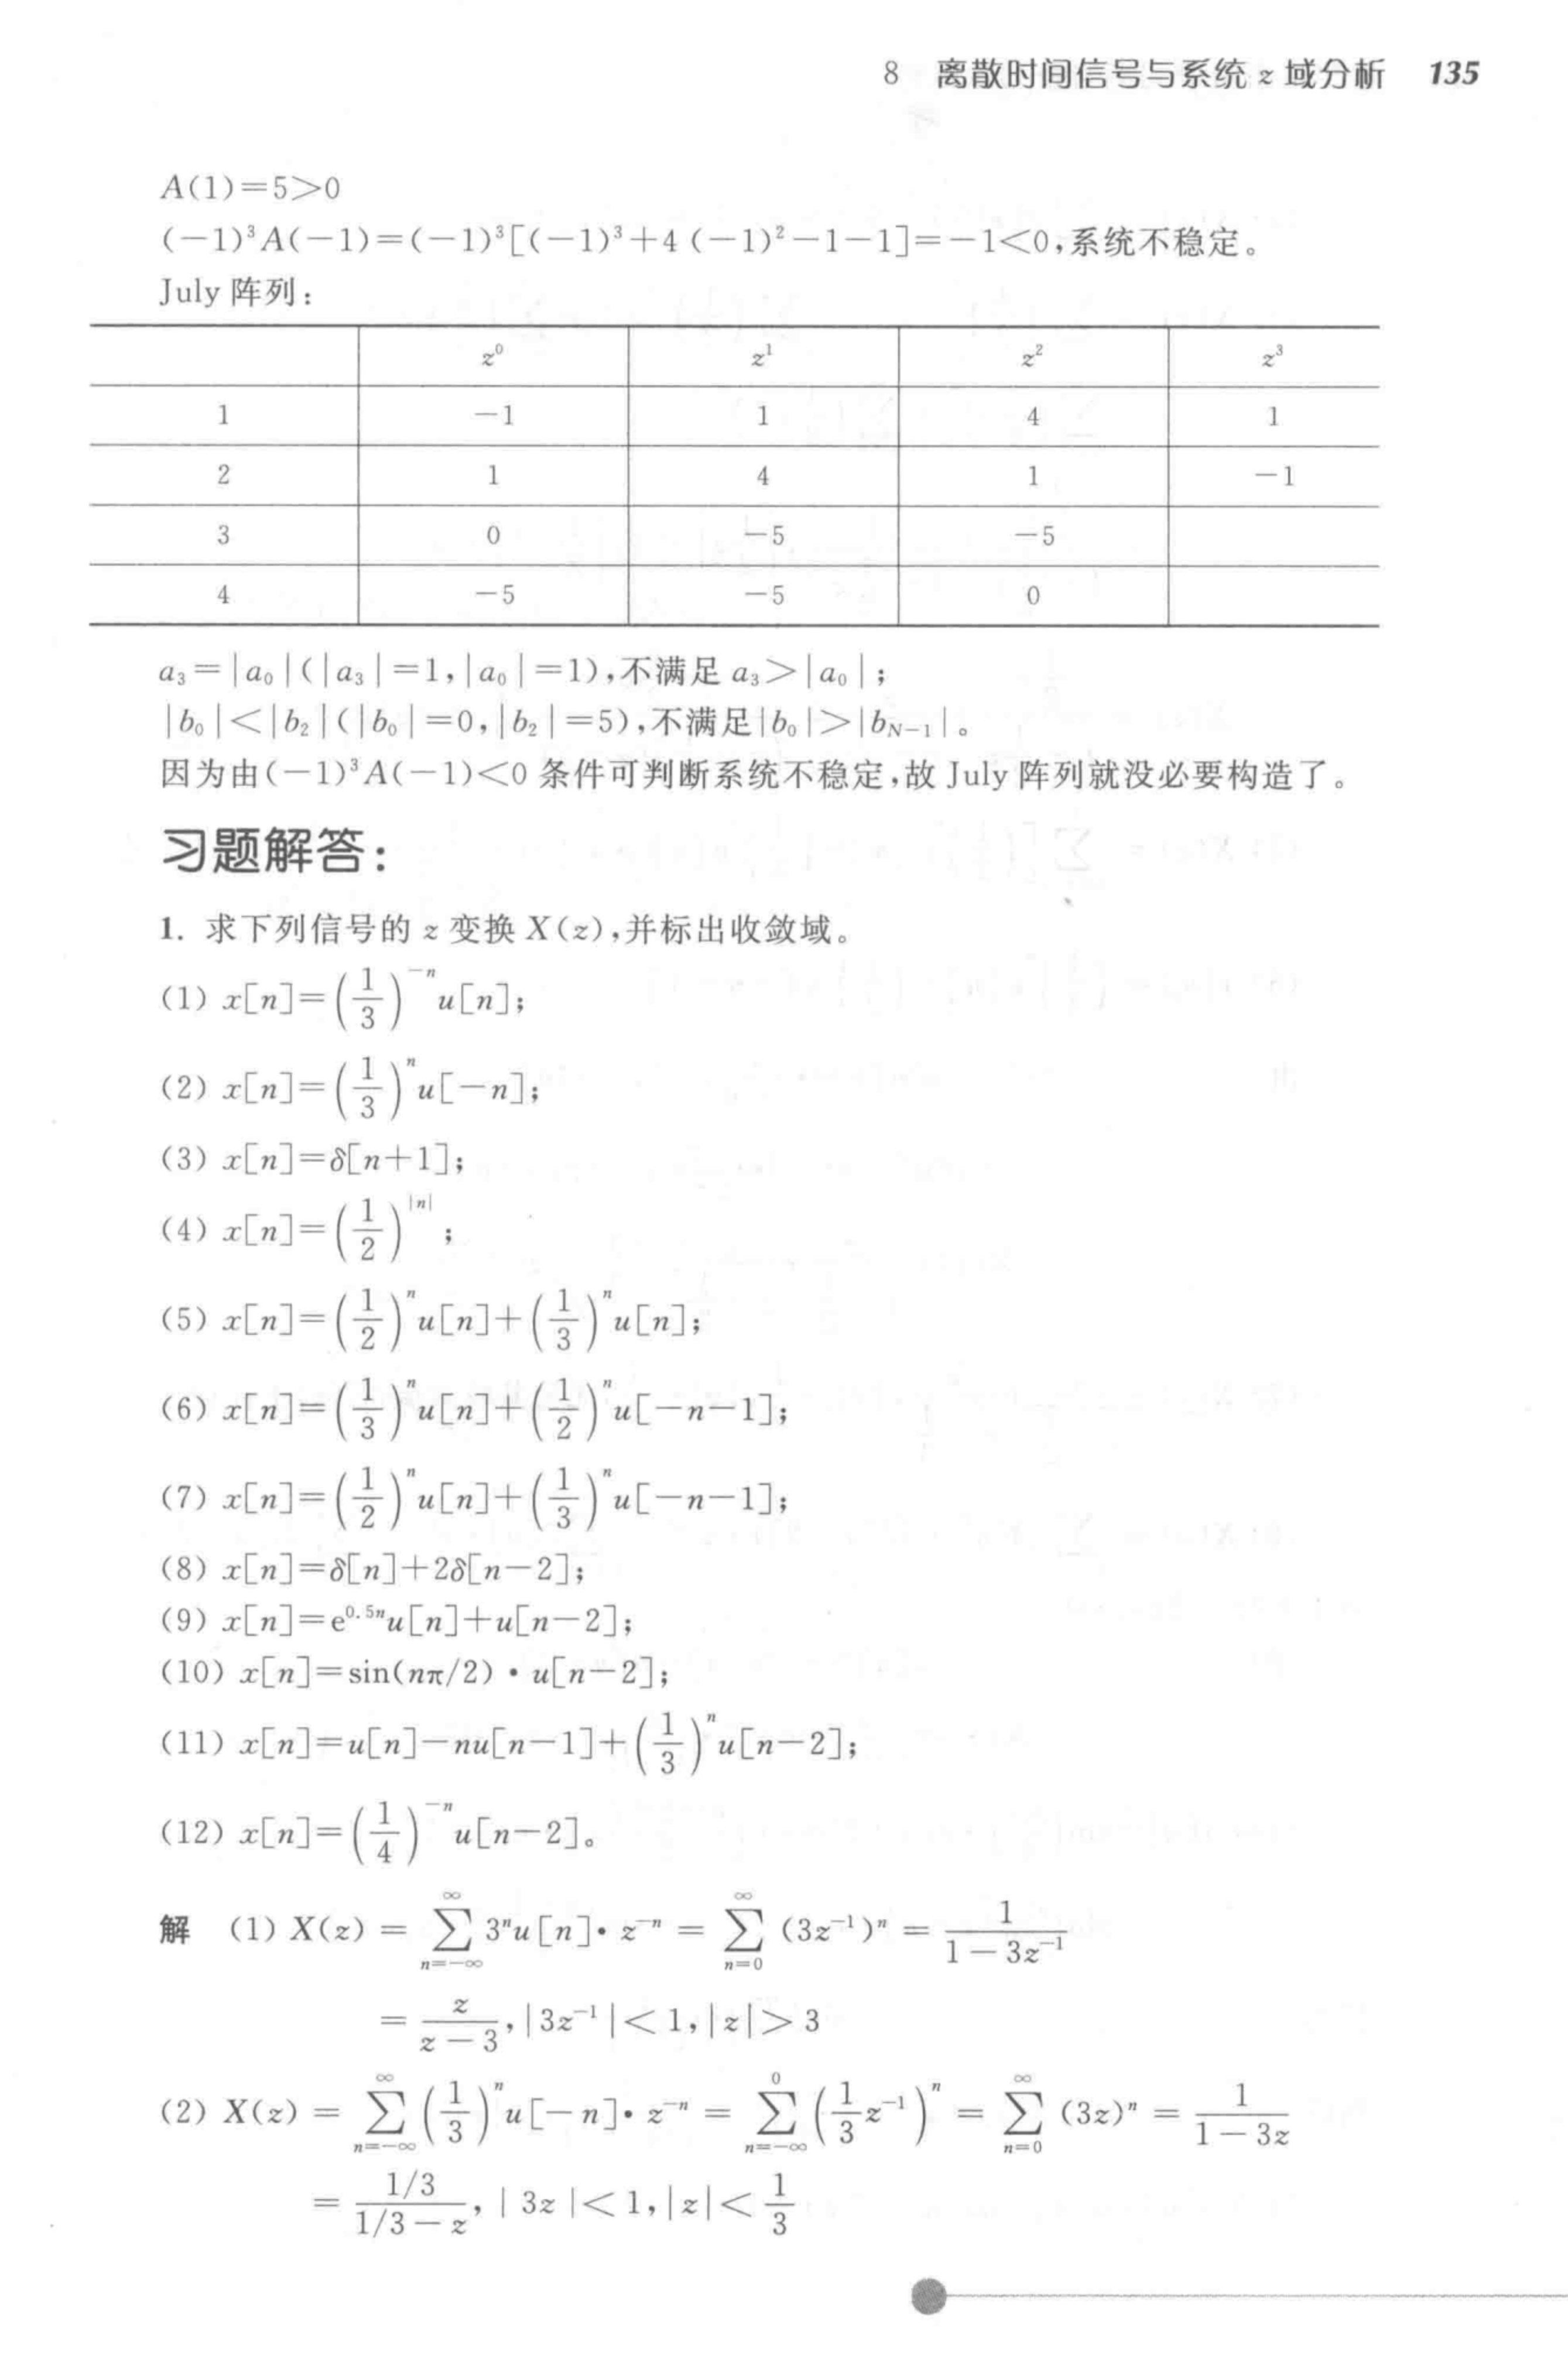 8 离散时间信号与系统 z 域分析 135
A(1)=5>0
(−1)³A(−1)=(−1)³[(−1)³+4(−1)²−1−1]=−1<0,系统不稳定。
July 阵列:
z⁰ z¹ z² z³
1 −1 1 4 1
2 1 4 1 −1
3 0 −5 −5
4 −5 −5 0
a₃=|a₀|(|a₃|=1,|a₀|=1),不满足 a₃>|a₀|;
|b₀|<|b₂|(|b₀|=0,|b₂|=5),不满足|b₀|>|b_{N−1}|。
因为由(−1)³A(−1)<0 条件可判断系统不稳定,故 July 阵列就没必要构造了。
习题解答:
1. 求下列信号的 z 变换 X(z),并标出收敛域。
(1) x[n]=(1/3)^{−n}u[n];
(2) x[n]=(1/3)^n u[−n];
(3) x[n]=δ[n+1];
(4) x[n]=(1/2)^{|n|};
(5) x[n]=(1/2)^n u[n]+(1/3)^n u[n];
(6) x[n]=(1/3)^n u[n]+(1/2)^n u[−n−1];
(7) x[n]=(1/2)^n u[n]+(1/3)^n u[−n−1];
(8) x[n]=δ[n]+2δ[n−2];
(9) x[n]=e^{0.5n}u[n]+u[n−2];
(10) x[n]=sin(nπ/2)·u[n−2];
(11) x[n]=u[n]−nu[n−1]+(1/3)^n u[n−2];
(12) x[n]=(1/4)^{−n}u[n−2]。
解 (1) X(z) = ∑_{n=−∞}^{∞} 3^n u[n]·z^{−n} = ∑_{n=0}^{∞} (3z^{−1})^n = 1/(1−3z^{−1})
= z/(z−3), |3z^{−1}|<1, |z|>3
(2) X(z) = ∑_{n=−∞}^{∞} (1/3)^n u[−n]·z^{−n} = ∑_{n=−∞}^{0} (1/3 z^{−1})^n = ∑_{n=0}^{∞} (3z)^n = 1/(1−3z)
= (1/3)/(1/3−z), |3z|<1, |z|<1/3